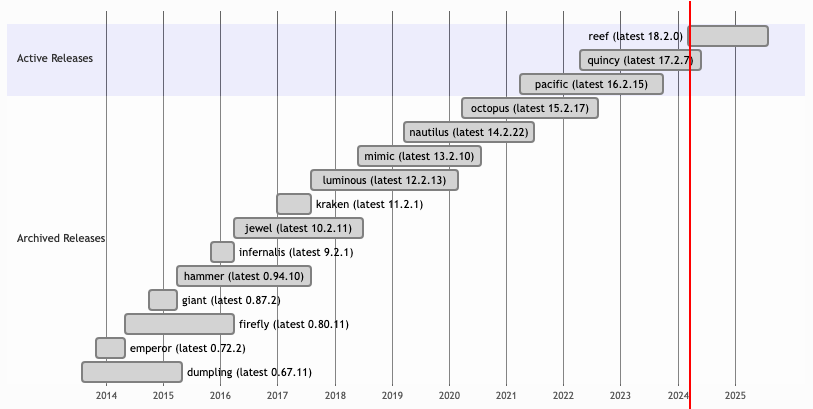 reef (latest 18.2.0)
Active Releases
quincy (latest 17.2.7)
pacific (latest 16.2.15)
octopus (latest 15.2.17)
nautilus (latest 14.2.22)
mimic (latest 13.2.10)
luminous (latest 12.2.13)
kraken (latest 11.2.1)
jewel (latest 10.2.11)
Archived Releases
infernalis (latest 9.2.1)
hammer (latest 0.94.10)
giant (latest 0.87.2)
firefly (latest 0.80.11)
emperor (latest 0.72.2)
dumpling (latest 0.67.11)
2014 2015 2016 2017 2018 2019 2020 2021 2022 2023 2024 2025